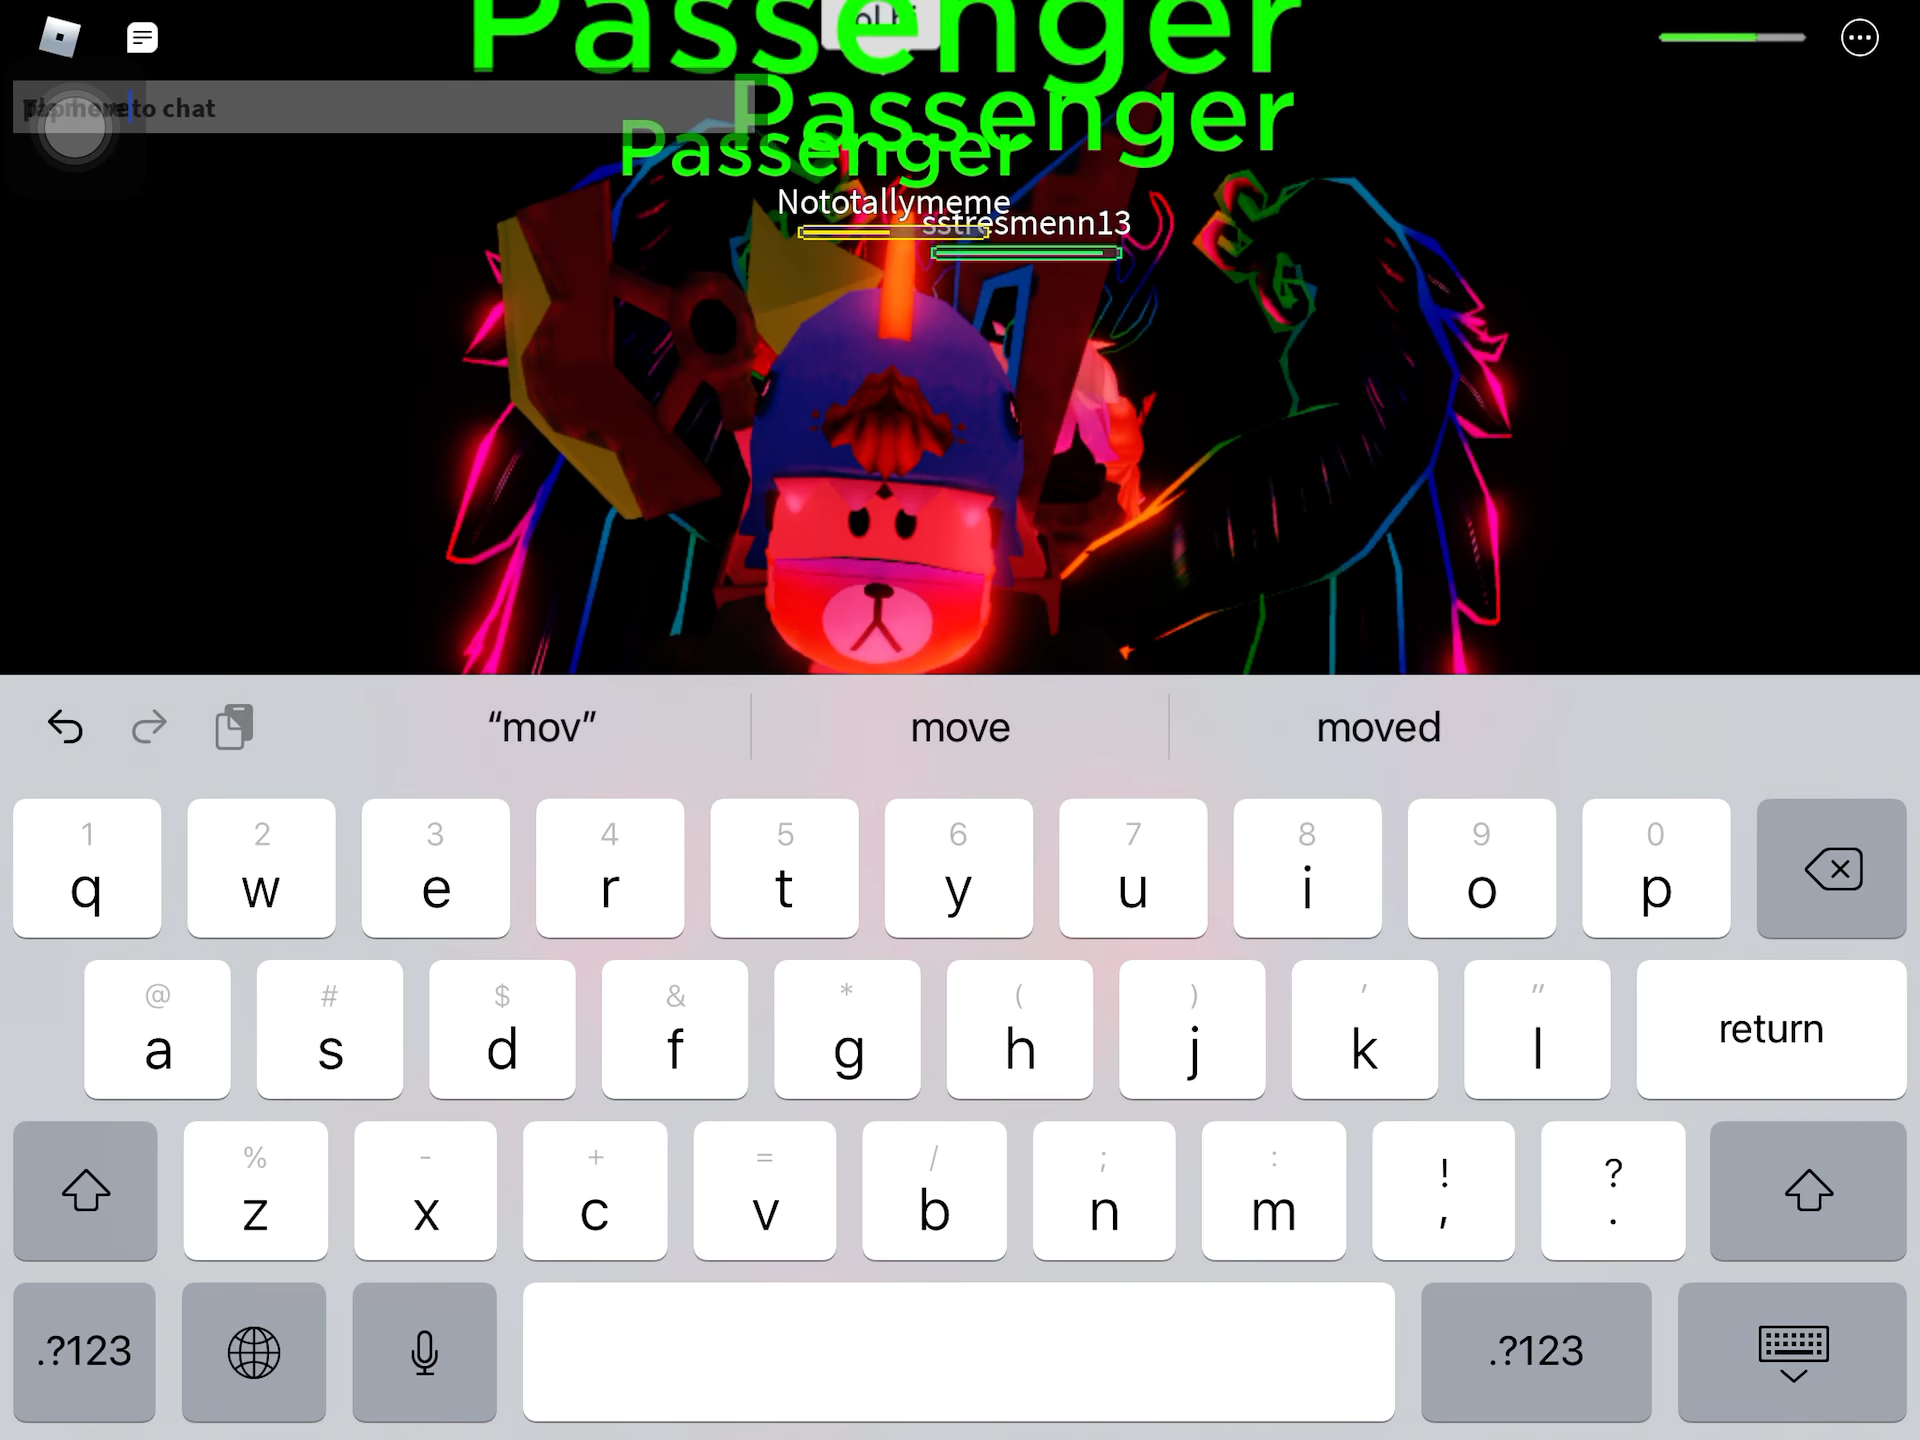 Passenger
Passenger
Passenger
to chat
Nototallymeme
sstresmenn13
“mov” move moved
1 2 3 4 5 6 7 8 9 0
q w e r t y u i o p
@ # $ & * ( ) ' "
a s d f g h j k l return
% - + = / ; : ! ?
z x c v b n m , .
.?123 .?123